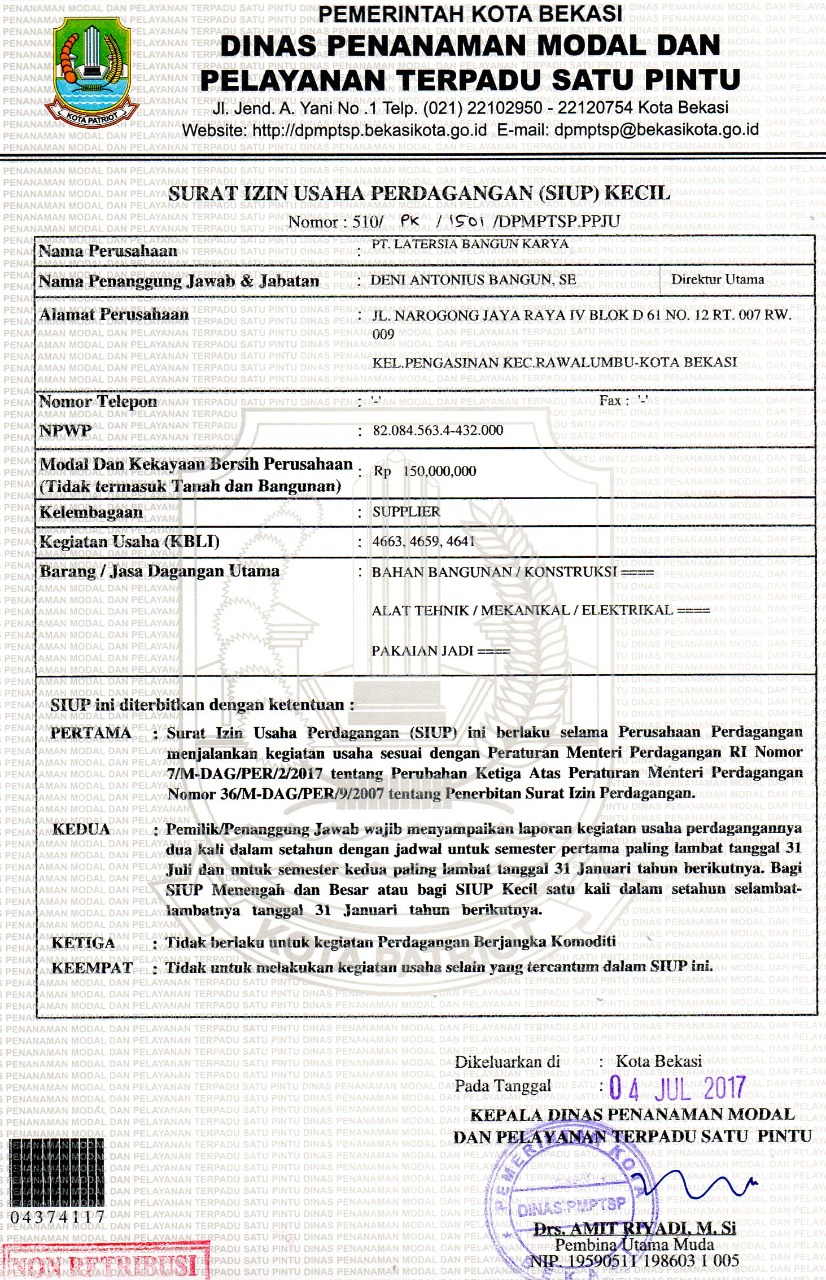 PEMERINTAH KOTA BEKASI
DINAS PENANAMAN MODAL DAN
PELAYANAN TERPADU SATU PINTU
Jl. Jend. A. Yani No .1 Telp. (021) 22102950 - 22120754 Kota Bekasi
Website: http://dpmptsp.bekasikota.go.id E-mail: dpmptsp@bekasikota.go.id
KOTA PATRIOT
SURAT IZIN USAHA PERDAGANGAN (SIUP) KECIL
Nomor : 510/ PK / 1501 /DPMPTSP.PPJU
Nama Perusahaan : PT. LATERSIA BANGUN KARYA
Nama Penanggung Jawab & Jabatan : DENI ANTONIUS BANGUN, SE Direktur Utama
Alamat Perusahaan : JL. NAROGONG JAYA RAYA IV BLOK D 61 NO. 12 RT. 007 RW.
009
KEL.PENGASINAN KEC.RAWALUMBU-KOTA BEKASI
Nomor Telepon : '-' Fax : '-'
NPWP : 82.084.563.4-432.000
Modal Dan Kekayaan Bersih Perusahaan : Rp 150,000,000
(Tidak termasuk Tanah dan Bangunan)
Kelembagaan : SUPPLIER
Kegiatan Usaha (KBLI) : 4663, 4659, 4641
Barang / Jasa Dagangan Utama : BAHAN BANGUNAN / KONSTRUKSI ====
ALAT TEHNIK / MEKANIKAL / ELEKTRIKAL ====
PAKAIAN JADI ====
SIUP ini diterbitkan dengan ketentuan :
PERTAMA : Surat Izin Usaha Perdagangan (SIUP) ini berlaku selama Perusahaan Perdagangan
menjalankan kegiatan usaha sesuai dengan Peraturan Menteri Perdagangan RI Nomor
7/M-DAG/PER/2/2017 tentang Perubahan Ketiga Atas Peraturan Menteri Perdagangan
Nomor 36/M-DAG/PER/9/2007 tentang Penerbitan Surat Izin Perdagangan.
KEDUA : Pemilik/Penanggung Jawab wajib menyampaikan laporan kegiatan usaha perdagangannya
dua kali dalam setahun dengan jadwal untuk semester pertama paling lambat tanggal 31
Juli dan untuk semester kedua paling lambat tanggal 31 Januari tahun berikutnya. Bagi
SIUP Menengah dan Besar atau bagi SIUP Kecil satu kali dalam setahun selambat-
lambatnya tanggal 31 Januari tahun berikutnya.
KETIGA : Tidak berlaku untuk kegiatan Perdagangan Berjangka Komoditi
KEEMPAT : Tidak untuk melakukan kegiatan usaha selain yang tercantum dalam SIUP ini.
KOTA PATRIOT
Dikeluarkan di : Kota Bekasi
Pada Tanggal : 04 JUL 2017
KEPALA DINAS PENANAMAN MODAL
DAN PELAYANAN TERPADU SATU PINTU
PEMERINTAH KOTA
DINAS PMPTSP
BEKASI
Drs. AMIT RIYADI, M. Si
Pembina Utama Muda
NIP. 19590511 198603 1 005
04374117
NON RETRIBUSI